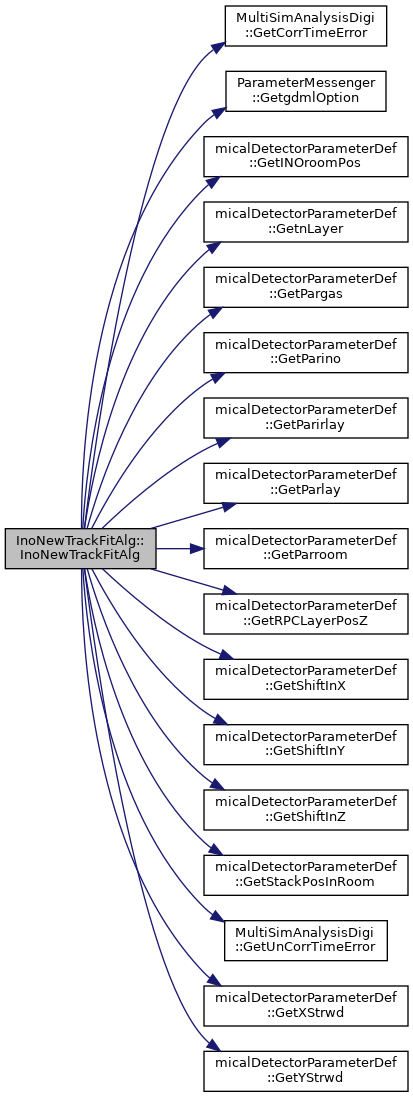 MultiSimAnalysisDigi
::GetCorrTimeError
ParameterMessenger
::GetgdmlOption
micalDetectorParameterDef
::GetINOroomPos
micalDetectorParameterDef
::GetnLayer
micalDetectorParameterDef
::GetPargas
micalDetectorParameterDef
::GetParino
micalDetectorParameterDef
::GetParirlay
micalDetectorParameterDef
::GetParlay
InoNewTrackFitAlg::
InoNewTrackFitAlg
micalDetectorParameterDef
::GetParroom
micalDetectorParameterDef
::GetRPCLayerPosZ
micalDetectorParameterDef
::GetShiftInX
micalDetectorParameterDef
::GetShiftInY
micalDetectorParameterDef
::GetShiftInZ
micalDetectorParameterDef
::GetStackPosInRoom
MultiSimAnalysisDigi
::GetUnCorrTimeError
micalDetectorParameterDef
::GetXStrwd
micalDetectorParameterDef
::GetYStrwd